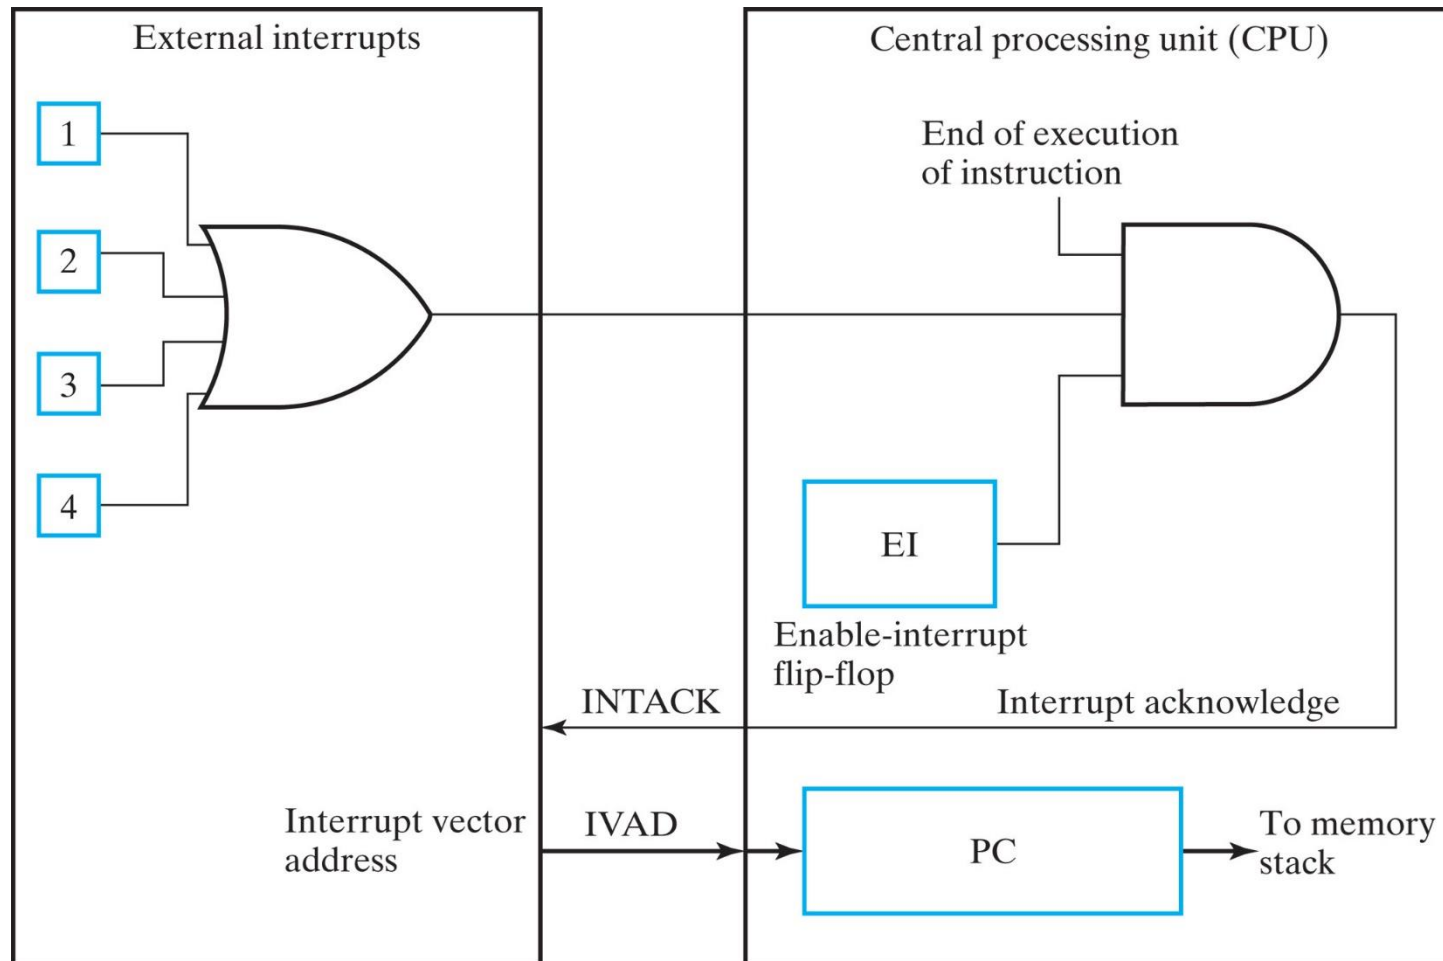 External interrupts
1
2
3
4
Central processing unit (CPU)
End of execution
of instruction
EI
Enable-interrupt
flip-flop
INTACK
Interrupt acknowledge
Interrupt vector
address
IVAD
PC
To memory
stack